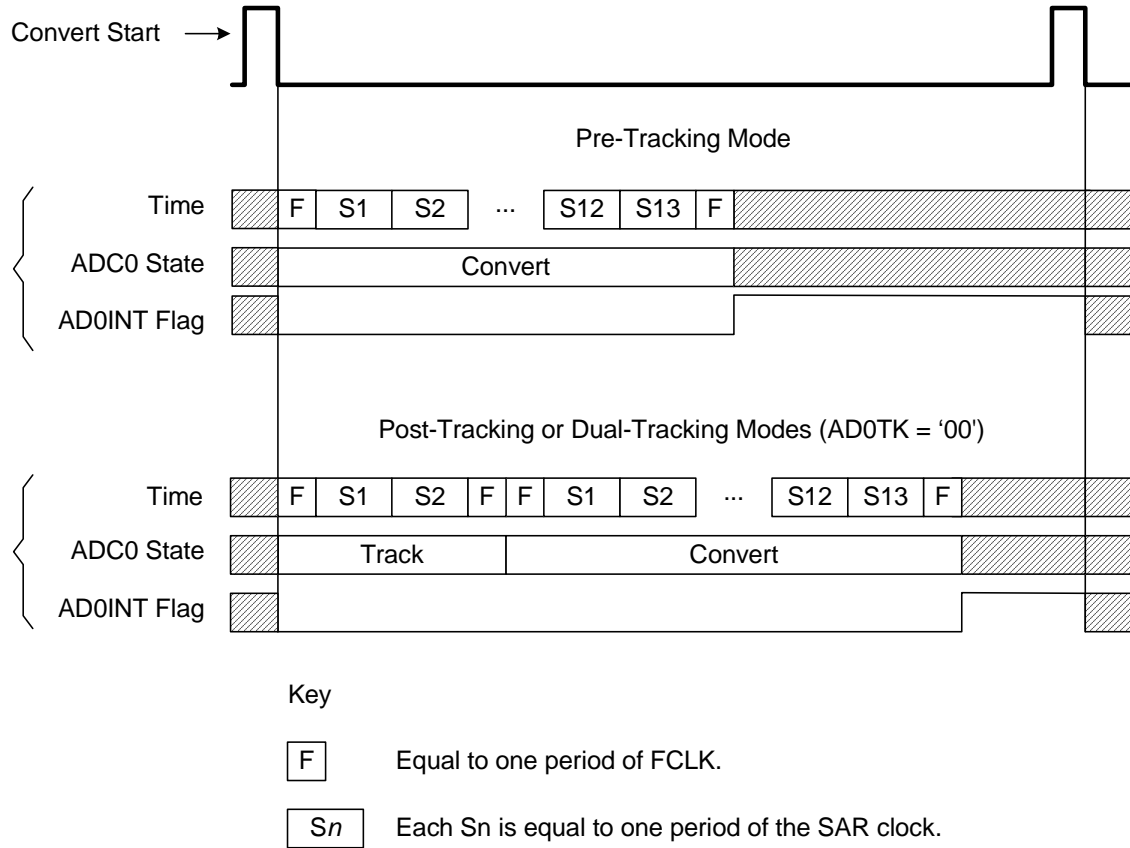 Convert Start
Pre-Tracking Mode
Time F S1 S2 ... S12 S13 F
ADC0 State Convert
AD0INT Flag
Post-Tracking or Dual-Tracking Modes (AD0TK = ‘00')
Time F S1 S2 F F S1 S2 ... S12 S13 F
ADC0 State Track Convert
AD0INT Flag
Key
F Equal to one period of FCLK.
Sn Each Sn is equal to one period of the SAR clock.